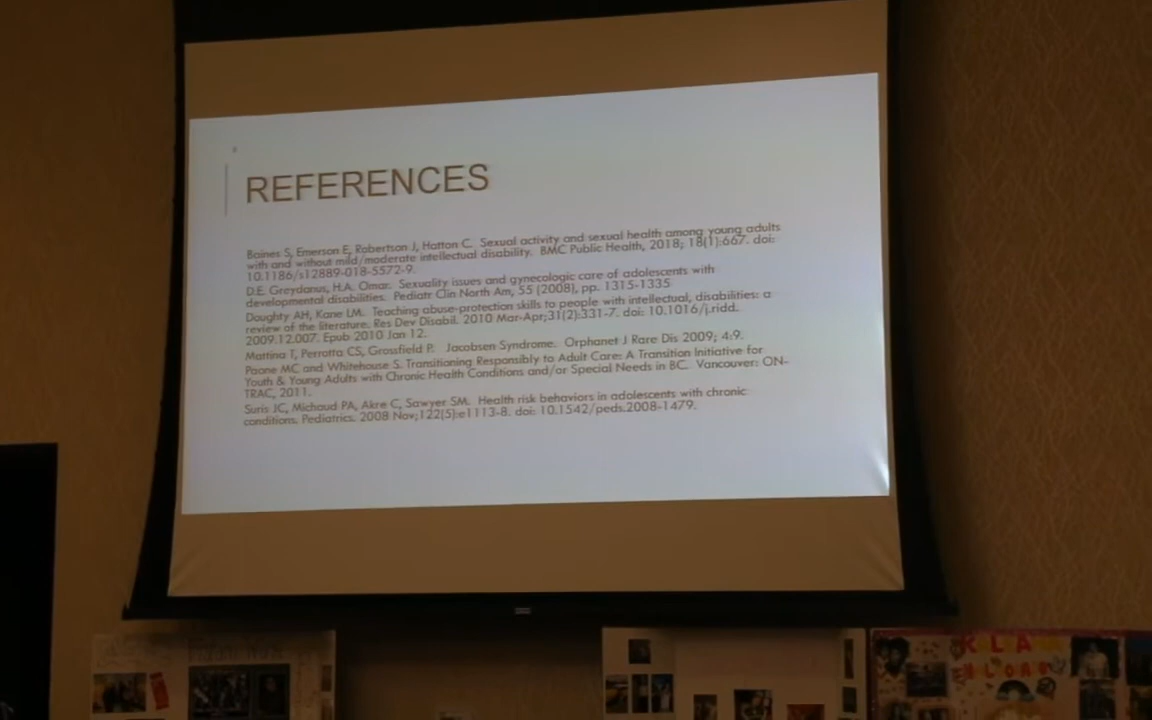 REFERENCES
Baines S, Emerson E, Robertson J, Hatton C. Sexual activity and sexual health among young adults
with and without mild/moderate intellectual disability. BMC Public Health, 2018; 18(1):667. doi:
10.1186/s12889-018-5572-9.
D.E. Greydanus, H.A. Omar. Sexuality issues and gynecologic care of adolescents with
developmental disabilities. Pediatr Clin North Am, 55 (2008), pp. 1315-1335
Doughty AH, Kane LM. Teaching abuse-protection skills to people with intellectual, disabilities: a
review of the literature. Res Dev Disabil. 2010 Mar-Apr;31(2):331-7. doi: 10.1016/j.ridd.
2009.12.007. Epub 2010 Jan 12.
Mattina T, Perrotta CS, Grossfield P. Jacobsen Syndrome. Orphanet J Rare Dis 2009; 4:9.
Paone MC and Whitehouse S. Transitioning Responsibly to Adult Care: A Transition Initiative for
Youth & Young Adults with Chronic Health Conditions and/or Special Needs in BC. Vancouver: ON-
TRAC, 2011.
Suris JC, Michaud PA, Akre C, Sawyer SM. Health risk behaviors in adolescents with chronic
conditions. Pediatrics. 2008 Nov;122(5):e1113-8. doi: 10.1542/peds.2008-1479.